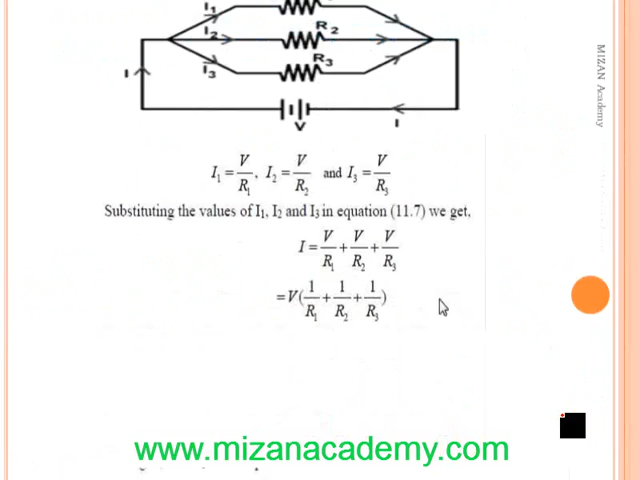 I₁
I₂ R₂
I₃ R₃
I
V I
I₁ = V/R₁, I₂ = V/R₂ and I₃ = V/R₃
Substituting the values of I₁, I₂ and I₃ in equation (11.7) we get,
I = V/R₁ + V/R₂ + V/R₃
= V(1/R₁ + 1/R₂ + 1/R₃)
www.mizanacademy.com
MIZAN Academy